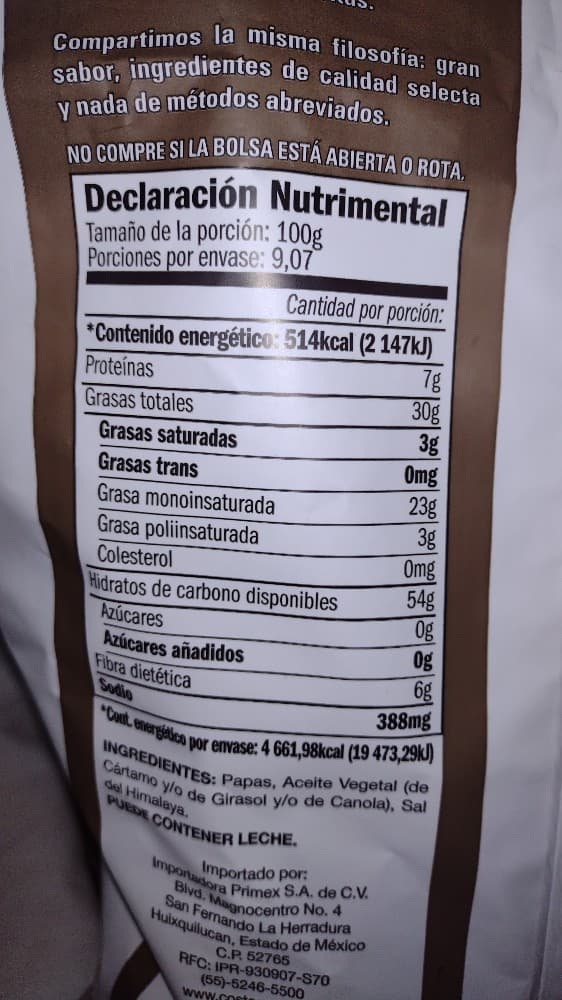 Compartimos la misma filosofía: gran
sabor, ingredientes de calidad selecta
y nada de métodos abreviados.
NO COMPRE SI LA BOLSA ESTÁ ABIERTA O ROTA.
Declaración Nutrimental
Tamaño de la porción: 100g
Porciones por envase: 9,07
Cantidad por porción:
*Contenido energético: 514kcal (2 147kJ)
Proteínas 7g
Grasas totales 30g
Grasas saturadas 3g
Grasas trans 0mg
Grasa monoinsaturada 23g
Grasa poliinsaturada 3g
Colesterol 0mg
Hidratos de carbono disponibles 54g
Azúcares 0g
Azúcares añadidos 0g
Fibra dietética 6g
Sodio 388mg
*Cont. energético por envase: 4 661,98kcal (19 473,29kJ)
INGREDIENTES: Papas, Aceite Vegetal (de
Cártamo y/o de Girasol y/o de Canola), Sal
del Himalaya.
PUEDE CONTENER LECHE.
Importado por:
Importadora Primex S.A. de C.V.
Blvd. Magnocentro No. 4
San Fernando La Herradura
Huixquilucan, Estado de México
C.P. 52765
RFC: IPR-930907-S70
(55)-5246-5500